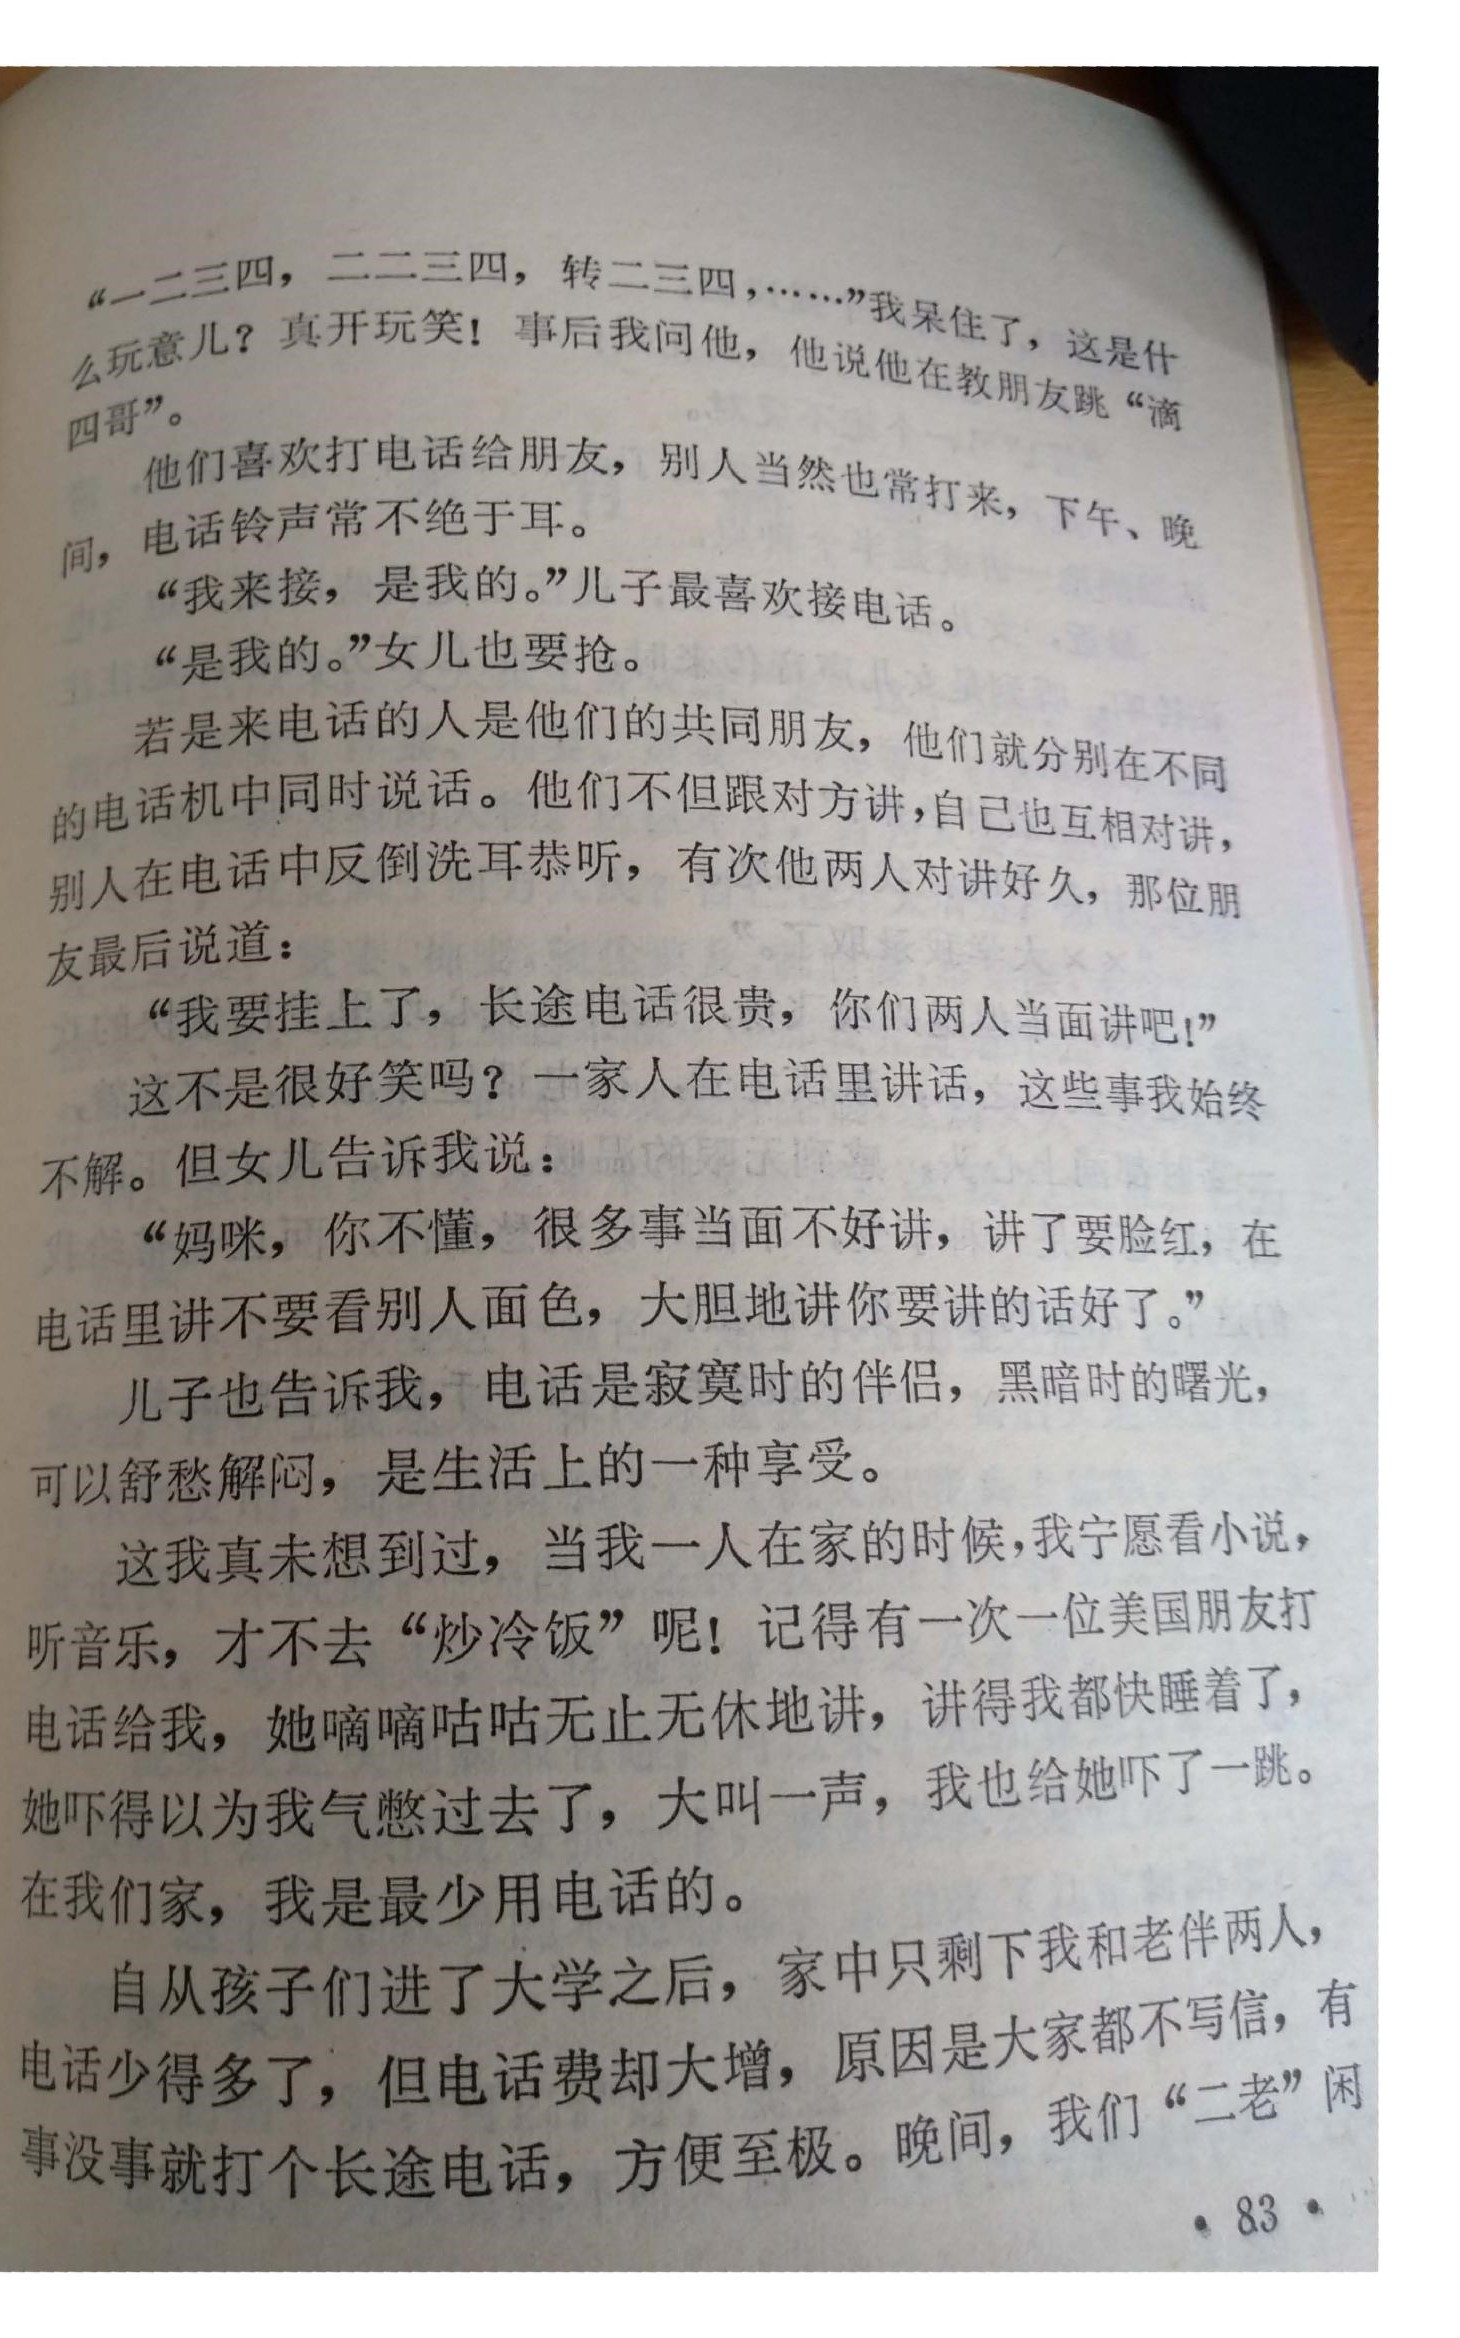 “一二三四，二二三四，转二三四，……”我呆住了，这是什
么玩意儿？真开玩笑！事后我问他，他说他在教朋友跳“滴
四哥”。
他们喜欢打电话给朋友，别人当然也常打来，下午、晚
间，电话铃声常不绝于耳。
“我来接，是我的。”儿子最喜欢接电话。
“是我的。”女儿也要抢。
若是来电话的人是他们的共同朋友，他们就分别在不同
的电话机中同时说话。他们不但跟对方讲，自己也互相对讲，
别人在电话中反倒洗耳恭听，有次他两人对讲好久，那位朋
友最后说道：
“我要挂上了，长途电话很贵，你们两人当面讲吧！”
这不是很好笑吗？一家人在电话里讲话，这些事我始终
不解。但女儿告诉我说：
“妈咪，你不懂，很多事当面不好讲，讲了要脸红，在
电话里讲不要看别人面色，大胆地讲你要讲的话好了。”
儿子也告诉我，电话是寂寞时的伴侣，黑暗时的曙光，
可以舒愁解闷，是生活上的一种享受。
这我真未想到过，当我一人在家的时候，我宁愿看小说，
听音乐，才不去“炒冷饭”呢！记得有一次一位美国朋友打
电话给我，她嘀嘀咕咕无止无休地讲，讲得我都快睡着了，
她吓得以为我气憋过去了，大叫一声，我也给她吓了一跳。
在我们家，我是最少用电话的。
自从孩子们进了大学之后，家中只剩下我和老伴两人，
电话少得多了，但电话费却大增，原因是大家都不写信，有
事没事就打个长途电话，方便至极。晚间，我们“二老”闲
• 83 •